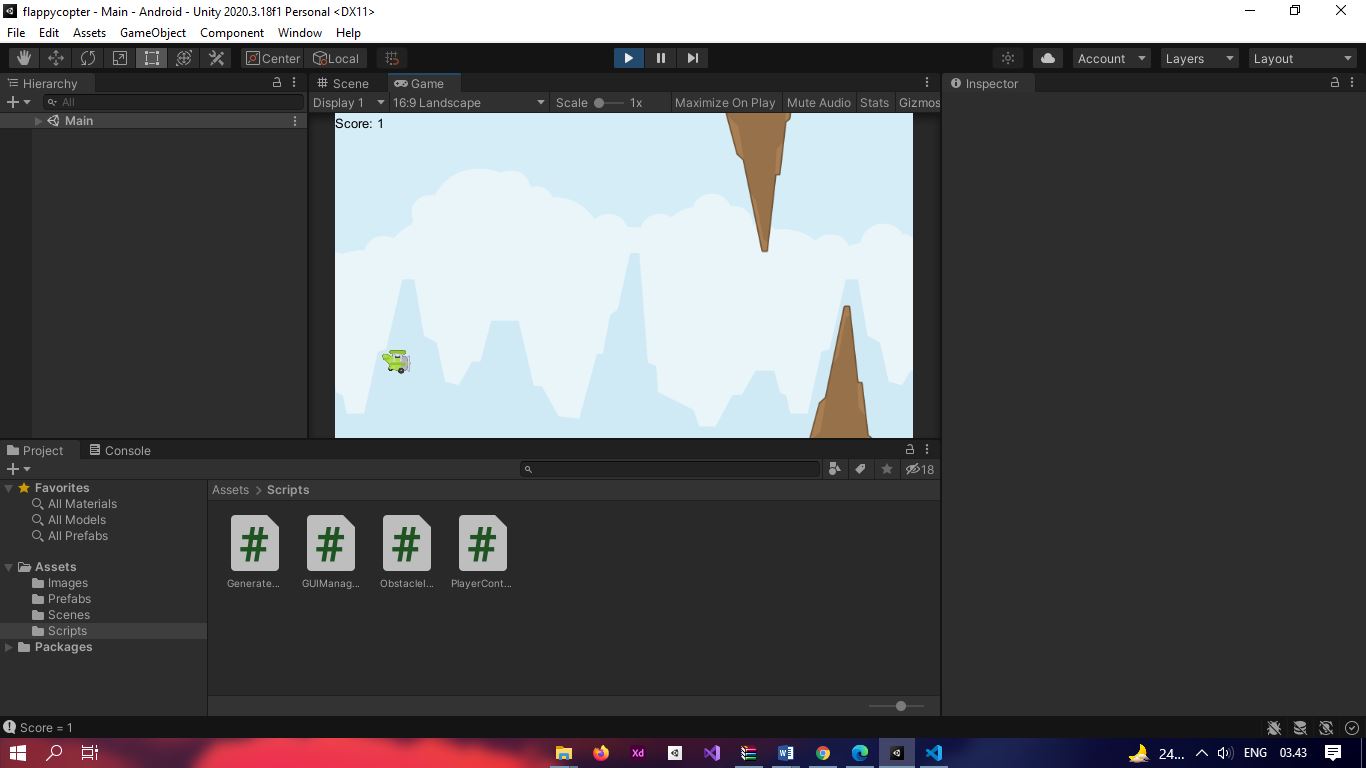 flappycopter - Main - Android - Unity 2020.3.18f1 Personal <DX11>
File Edit Assets GameObject Component Window Help
Center Local Account Layers Layout
Hierarchy Scene Game Inspector
All Display 1 16:9 Landscape Scale 1x Maximize On Play Mute Audio Stats Gizmos
Main
Score: 1
Project Console
18
Favorites
All Materials
All Models
All Prefabs
Assets
Images
Prefabs
Scenes
Scripts
Packages
Assets > Scripts
# # # #
Generate... GUIManag... ObstacleI... PlayerCont...
Score = 1
Xd W 24... ENG 03.43